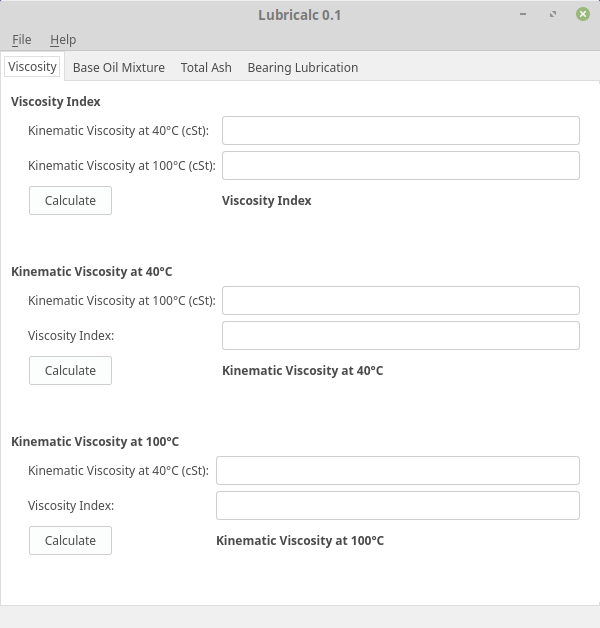 Lubricalc 0.1
File Help
Viscosity Base Oil Mixture Total Ash Bearing Lubrication
Viscosity Index
Kinematic Viscosity at 40°C (cSt):
Kinematic Viscosity at 100°C (cSt):
Calculate Viscosity Index
Kinematic Viscosity at 40°C
Kinematic Viscosity at 100°C (cSt):
Viscosity Index:
Calculate Kinematic Viscosity at 40°C
Kinematic Viscosity at 100°C
Kinematic Viscosity at 40°C (cSt):
Viscosity Index:
Calculate Kinematic Viscosity at 100°C